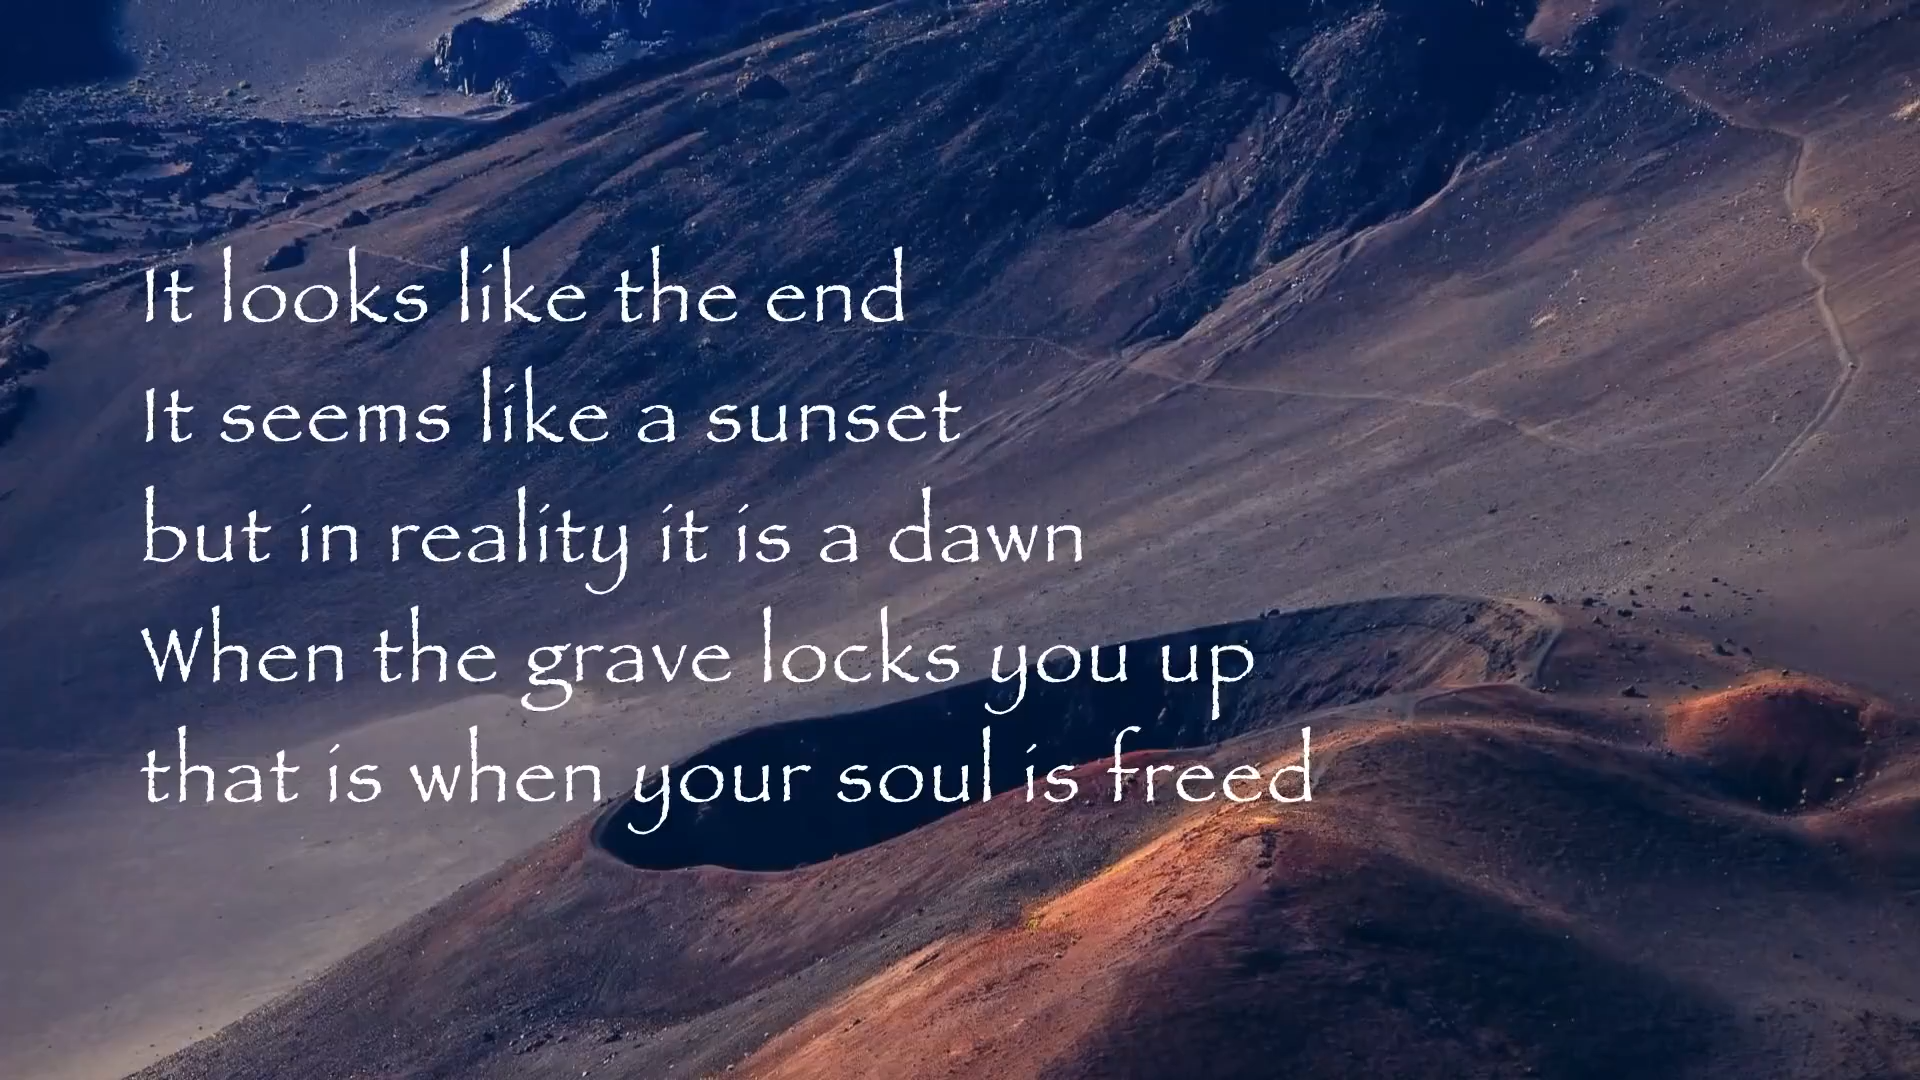 It looks like the end
It seems like a sunset
but in reality it is a dawn
When the grave locks you up
that is when your soul is freed